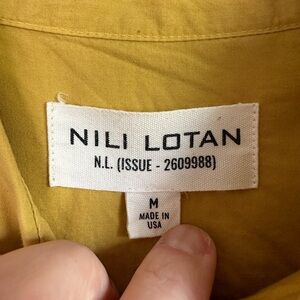 NILI LOTAN
N.L. (ISSUE - 2609988)
M
MADE IN
USA